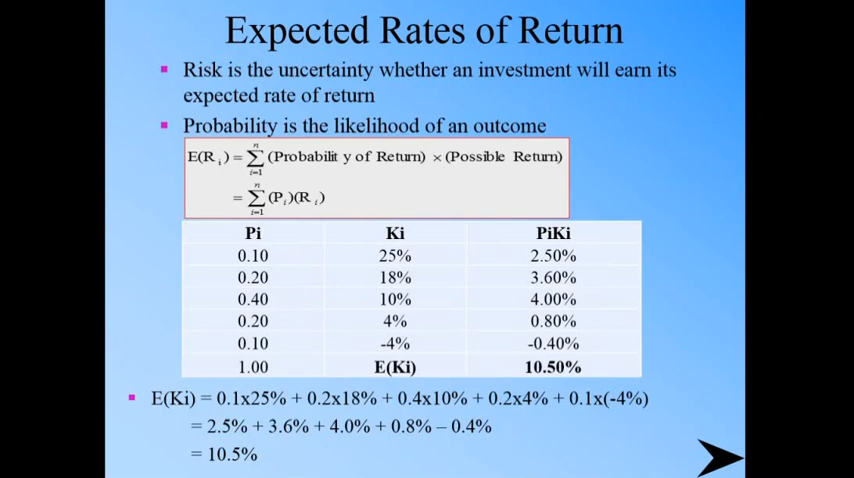 Expected Rates of Return
▪ Risk is the uncertainty whether an investment will earn its
expected rate of return
▪ Probability is the likelihood of an outcome
E(R i) = n ∑ i=1 (Probabilit y of Return) × (Possible Return)
= n ∑ i=1 (P i)(R i)
Pi Ki PiKi
0.10 25% 2.50%
0.20 18% 3.60%
0.40 10% 4.00%
0.20 4% 0.80%
0.10 -4% -0.40%
1.00 E(Ki) 10.50%
▪ E(Ki) = 0.1x25% + 0.2x18% + 0.4x10% + 0.2x4% + 0.1x(-4%)
= 2.5% + 3.6% + 4.0% + 0.8% – 0.4%
= 10.5%